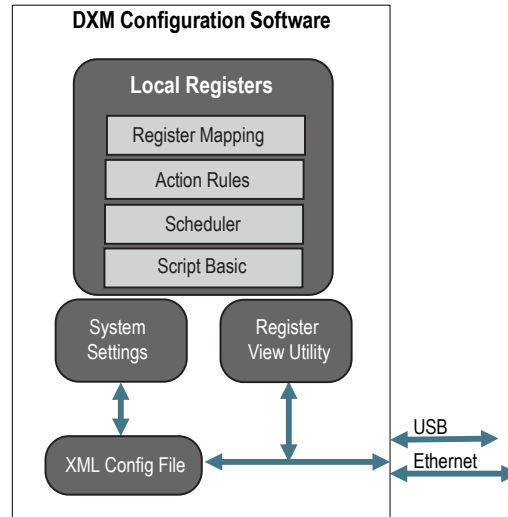 DXM Configuration Software
Local Registers
Register Mapping
Action Rules
Scheduler
Script Basic
System
Settings
Register
View Utility
XML Config File
USB
Ethernet